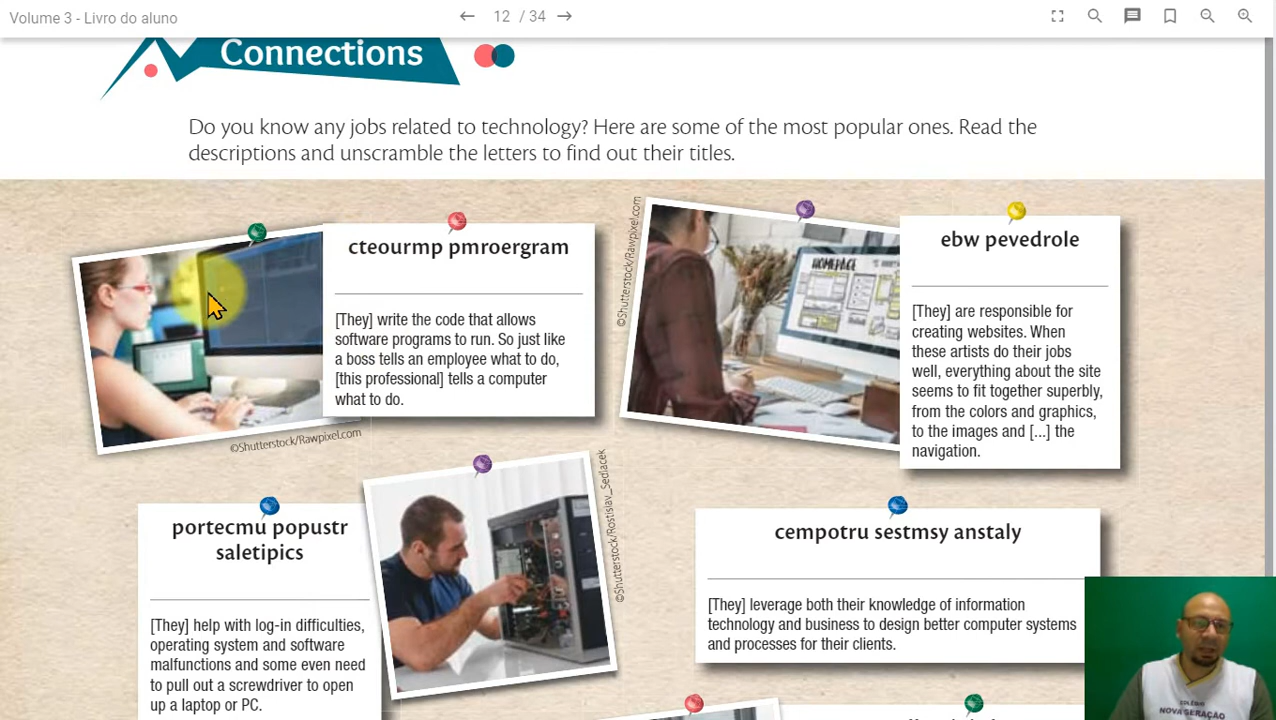 Volume 3 - Livro do aluno
12 / 34
Connections
Do you know any jobs related to technology? Here are some of the most popular ones. Read the
descriptions and unscramble the letters to find out their titles.
cteourmp pmroergram
[They] write the code that allows
software programs to run. So just like
a boss tells an employee what to do,
[this professional] tells a computer
what to do.
©Shutterstock/Rawpixel.com
©Shutterstock/Rawpixel.com
HOMEPAGE
ebw pevedrole
[They] are responsible for
creating websites. When
these artists do their jobs
well, everything about the site
seems to fit together superbly,
from the colors and graphics,
to the images and [...] the
navigation.
portecmu popustr
saletipics
[They] help with log-in difficulties,
operating system and software
malfunctions and some even need
to pull out a screwdriver to open
up a laptop or PC.
©Shutterstock/Rostislav_Sedlacek
cempotru sestmsy anstaly
[They] leverage both their knowledge of information
technology and business to design better computer systems
and processes for their clients.
NOVA GERAÇÃO